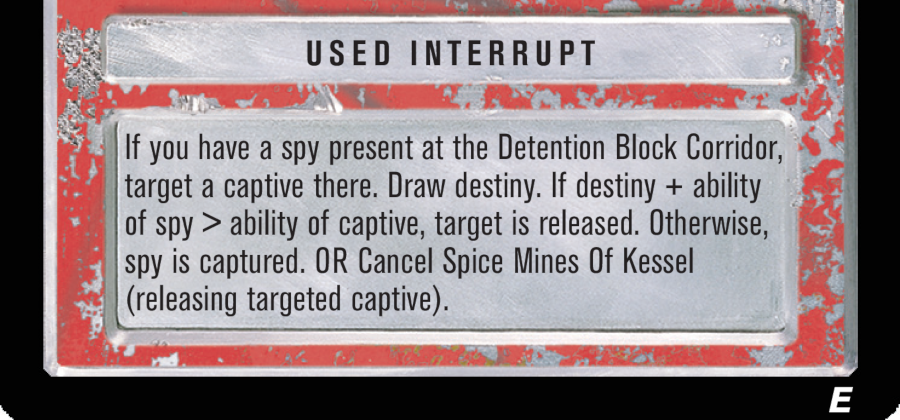 USED INTERRUPT
If you have a spy present at the Detention Block Corridor,
target a captive there. Draw destiny. If destiny + ability
of spy > ability of captive, target is released. Otherwise,
spy is captured. OR Cancel Spice Mines Of Kessel
(releasing targeted captive).
E